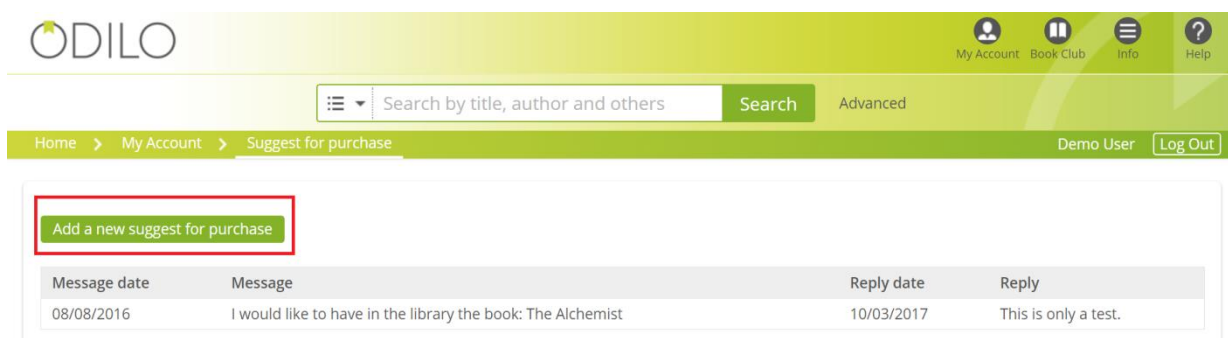 ODILO
My Account Book Club Info Help
Search by title, author and others Search Advanced
Home My Account Suggest for purchase Demo User Log Out
Add a new suggest for purchase
Message date Message Reply date Reply
08/08/2016 I would like to have in the library the book: The Alchemist 10/03/2017 This is only a test.